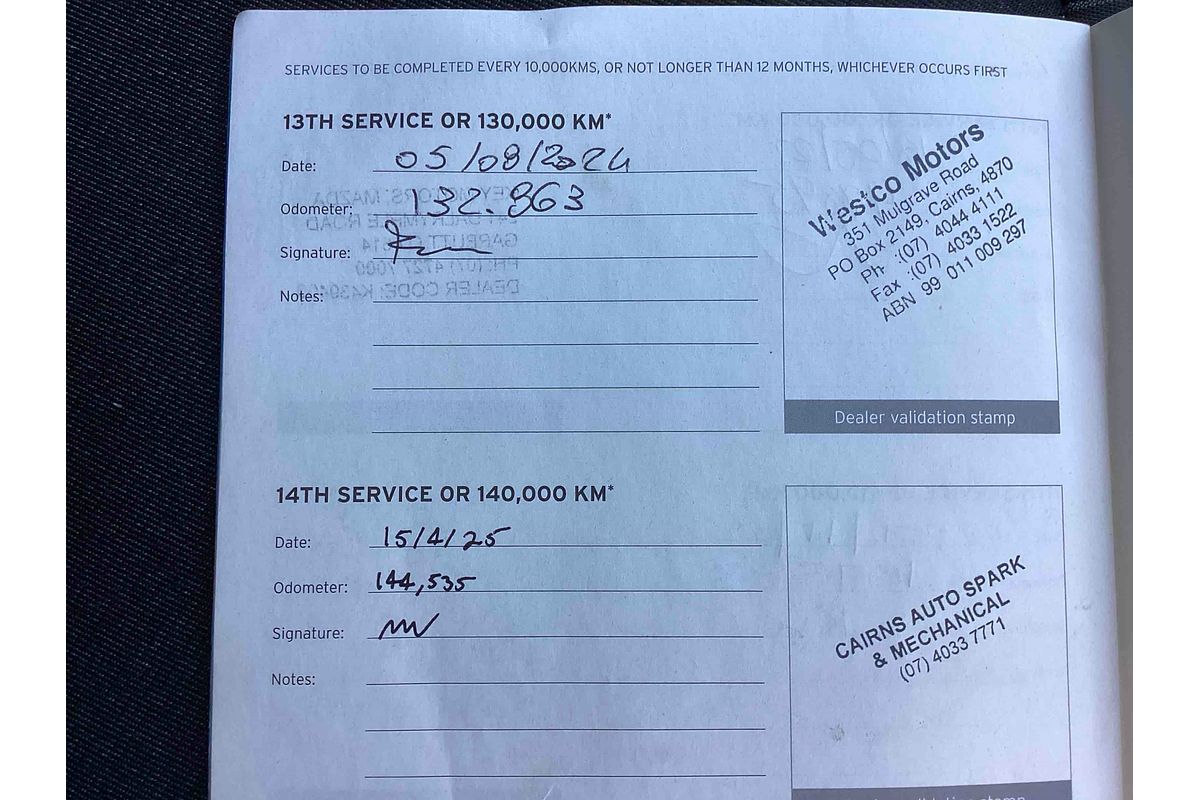 SERVICES TO BE COMPLETED EVERY 10,000KMS, OR NOT LONGER THAN 12 MONTHS, WHICHEVER OCCURS FIRST
13TH SERVICE OR 130,000 KM*
Date: 05/08/2024
Odometer: 132.863
Signature:
Notes:
Westco Motors
351 Mulgrave Road
PO Box 2149, Cairns, 4870
Ph :(07) 4044 4111
Fax :(07) 4033 1522
ABN 99 011 009 297
Dealer validation stamp
14TH SERVICE OR 140,000 KM*
Date: 15/4/25
Odometer: 144,535
Signature:
Notes:
CAIRNS AUTO SPARK
& MECHANICAL
(07) 4033 7771